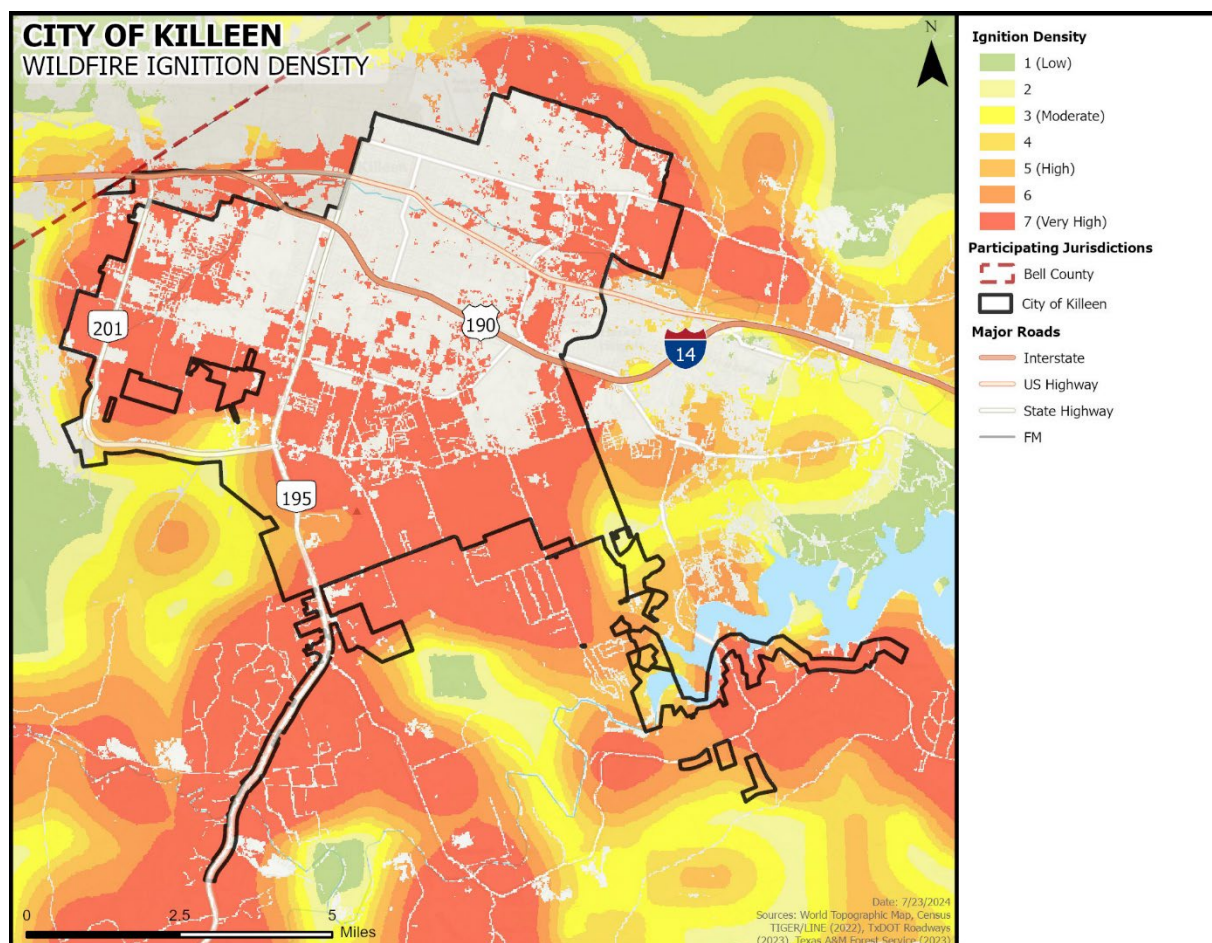 CITY OF KILLEEN
WILDFIRE IGNITION DENSITY
N
201
190
14
195
0 2.5 5
Miles
Date: 7/23/2024
Sources: World Topographic Map, Census
TIGER/LINE (2022), TxDOT Roadways
(2023), Texas A&M Forest Service (2023)
Ignition Density
1 (Low)
2
3 (Moderate)
4
5 (High)
6
7 (Very High)
Participating Jurisdictions
Bell County
City of Killeen
Major Roads
Interstate
US Highway
State Highway
FM